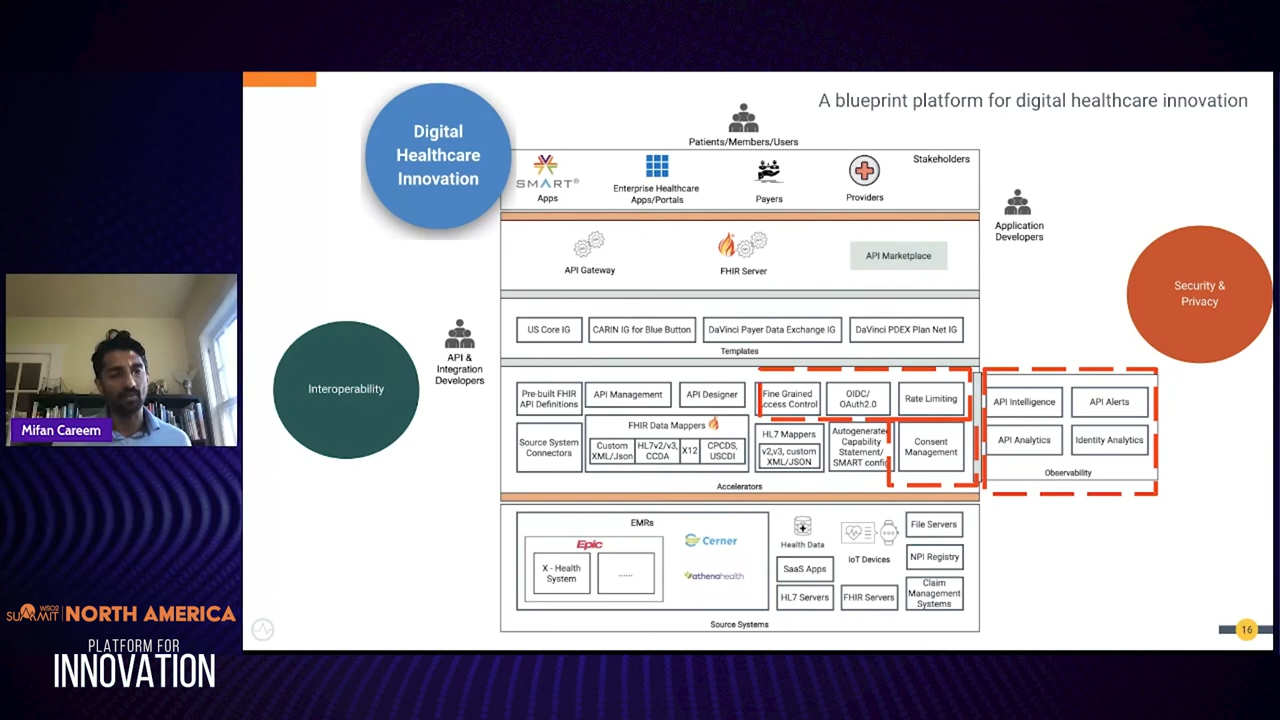 A blueprint platform for digital healthcare innovation
Digital
Healthcare
Innovation
Patients/Members/Users
Stakeholders
SMART®
Apps
Enterprise Healthcare
Apps/Portals
Payers
Providers
Application
Developers
API Gateway
FHIR Server
API Marketplace
Security &
Privacy
US Core IG
CARIN IG for Blue Button
DaVinci Payer Data Exchange IG
DaVinci PDEX Plan Net IG
Templates
API &
Integration
Developers
Interoperability
Pre-built FHIR
API Definitions
API Management
API Designer
Fine Grained
Access Control
OIDC/
OAuth2.0
Rate Limiting
Source System
Connectors
FHIR Data Mappers
Custom
XML/Json
HL7v2/v3,
CCDA
X12
CPCDS,
USCDI
HL7 Mappers
v2,v3, custom
XML/JSON
Autogenerated
Capability
Statement/
SMART config
Consent
Management
Accelerators
API Intelligence
API Alerts
API Analytics
Identity Analytics
Observability
EMRs
Epic
X - Health
System
......
Cerner
athenahealth
Health Data
SaaS Apps
HL7 Servers
IoT Devices
FHIR Servers
File Servers
NPI Registry
Claim
Management
Systems
Source Systems
16
Mifan Careem
WSO2
SUMMIT NORTH AMERICA
PLATFORM FOR
INNOVATION